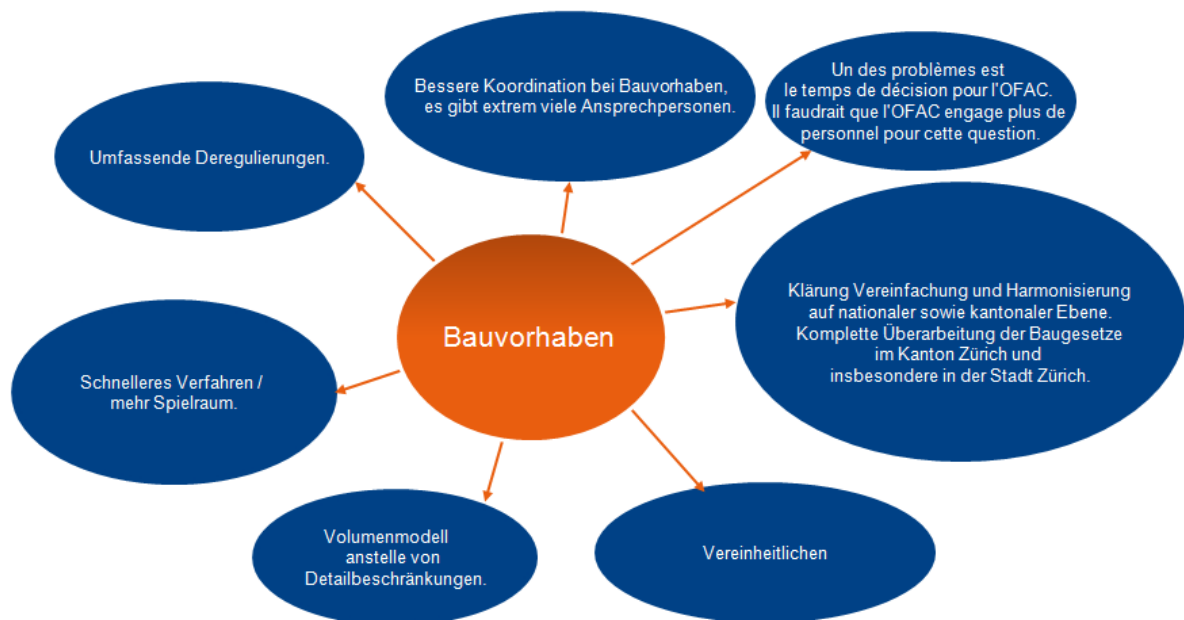 Bessere Koordination bei Bauvorhaben,
es gibt extrem viele Ansprechpersonen.
Un des problèmes est
le temps de décision pour l'OFAC.
Il faudrait que l'OFAC engage plus de
personnel pour cette question.
Umfassende Deregulierungen.
Klärung Vereinfachung und Harmonisierung
auf nationaler sowie kantonaler Ebene.
Komplette Überarbeitung der Baugesetze
im Kanton Zürich und
insbesondere in der Stadt Zürich.
Bauvorhaben
Schnelleres Verfahren /
mehr Spielraum.
Volumenmodell
anstelle von
Detailbeschränkungen.
Vereinheitlichen